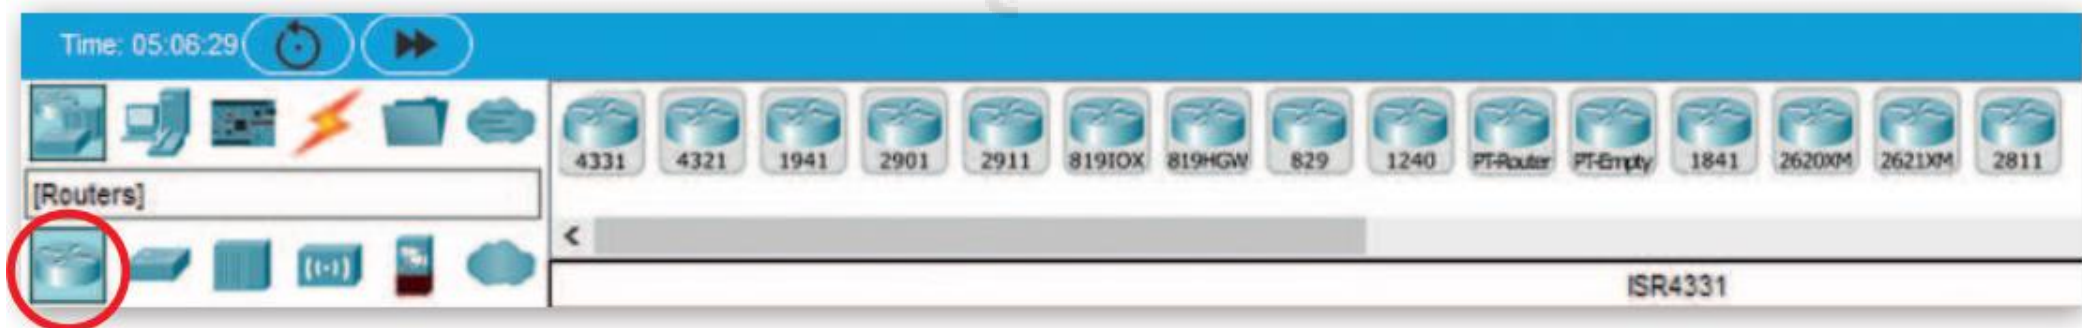 Time: 05:06:29
4331 4321 1941 2901 2911 819IOX 819HGW 829 1240 PT-Router PT-Empty 1841 2620XM 2621XM 2811
[Routers]
<
ISR4331